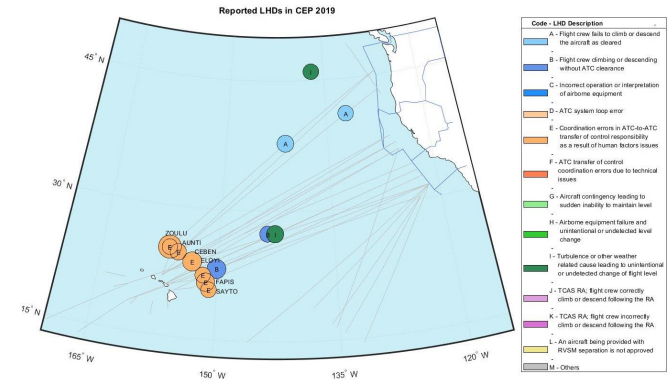 Reported LHDs in CEP 2019
45° N
30° N
15° N
165° W
150° W
135° W
120° W
I
A
A
B I
ZOULU
E
AUNTI
E
CEBEN
E
ELOYI
B
E
FAPIS
E
SAYTO
E
Code - LHD Description
A - Flight crew fails to climb or descend
the aircraft as cleared
-
B - Flight crew climbing or descending
without ATC clearance
-
C - Incorrect operation or interpretation
of airborne equipment
-
D - ATC system loop error
-
E - Coordination errors in ATC-to-ATC
transfer of control responsibility
as a result of human factors issues
-
F - ATC transfer of control
coordination errors due to technical
issues
-
G - Aircraft contingency leading to
sudden inability to maintain level
-
H - Airborne equipment failure and
unintentional or undetected level
change
-
I - Turbulence or other weather
related cause leading to unintentional
or undetected change of flight level
-
J - TCAS RA; flight crew correctly
climb or descend following the RA
-
K - TCAS RA; flight crew incorrectly
climb or descend following the RA
-
L - An aircraft being provided with
RVSM separation is not approved
-
M - Others